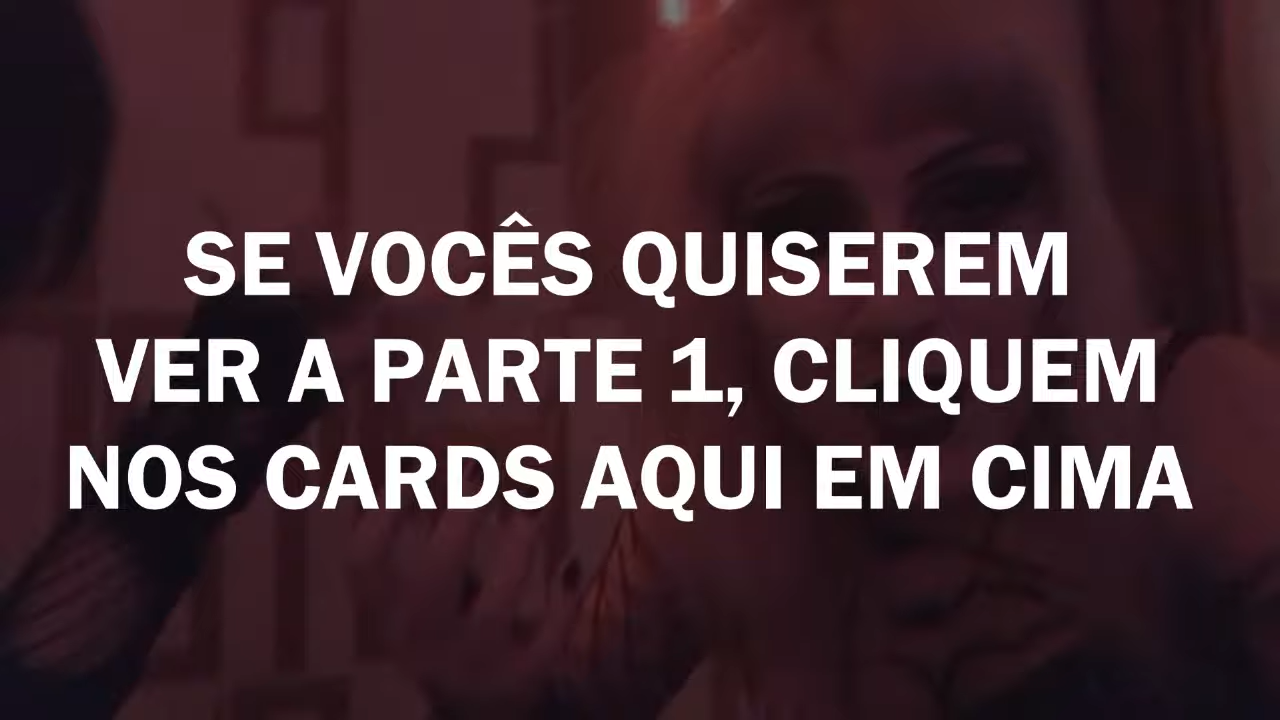 SE VOCÊS QUISEREM
VER A PARTE 1, CLIQUEM
NOS CARDS AQUI EM CIMA